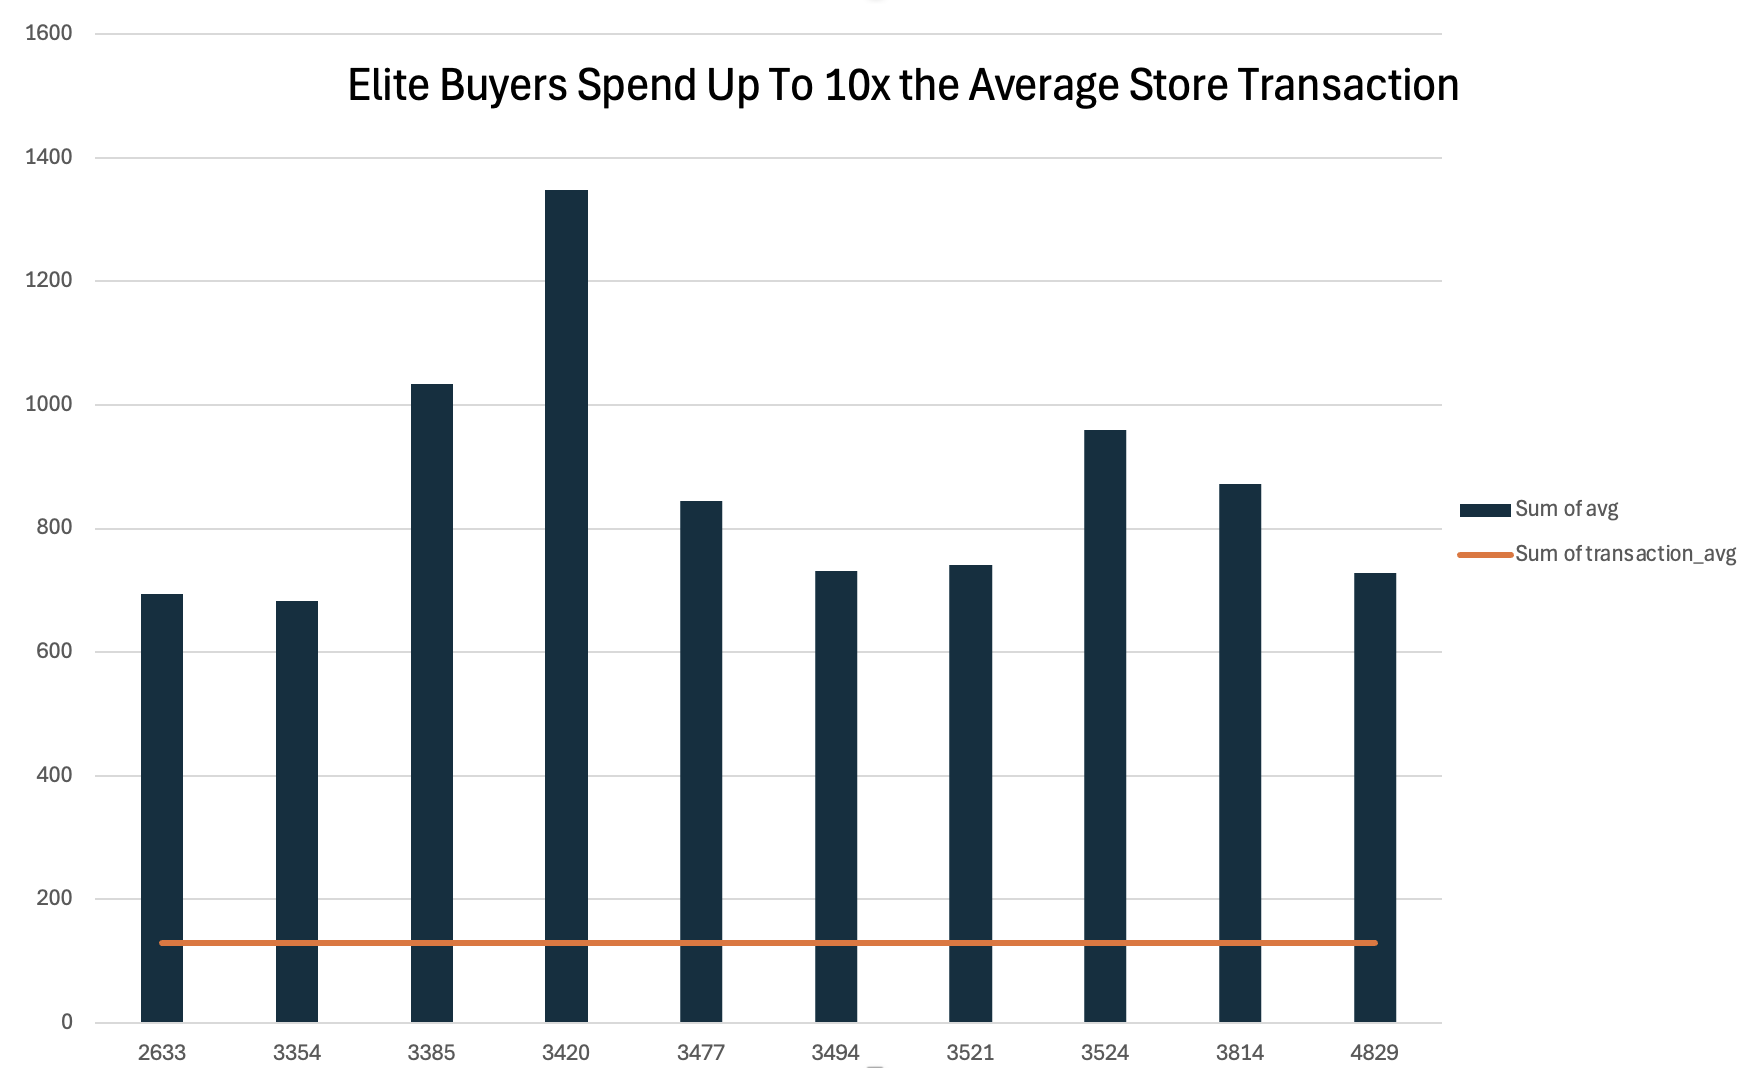 Elite Buyers Spend Up To 10x the Average Store Transaction
1600
1400
1200
1000
800
600
400
200
0
2633 3354 3385 3420 3477 3494 3521 3524 3814 4829
Sum of avg
Sum of transaction_avg